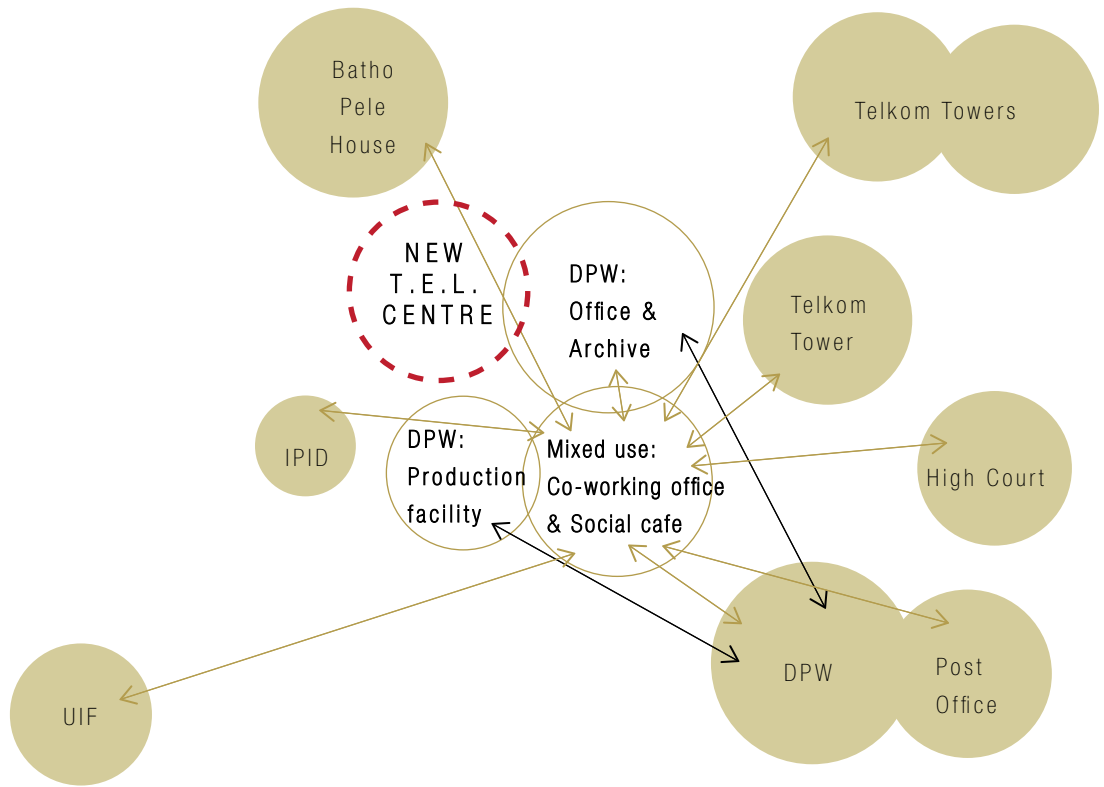 Batho
Pele
House
Telkom Towers
NEW
T.E.L.
CENTRE
DPW:
Office &
Archive
Telkom
Tower
IPID
DPW:
Production
facility
Mixed use:
Co-working office
& Social cafe
High Court
UIF
DPW
Post
Office